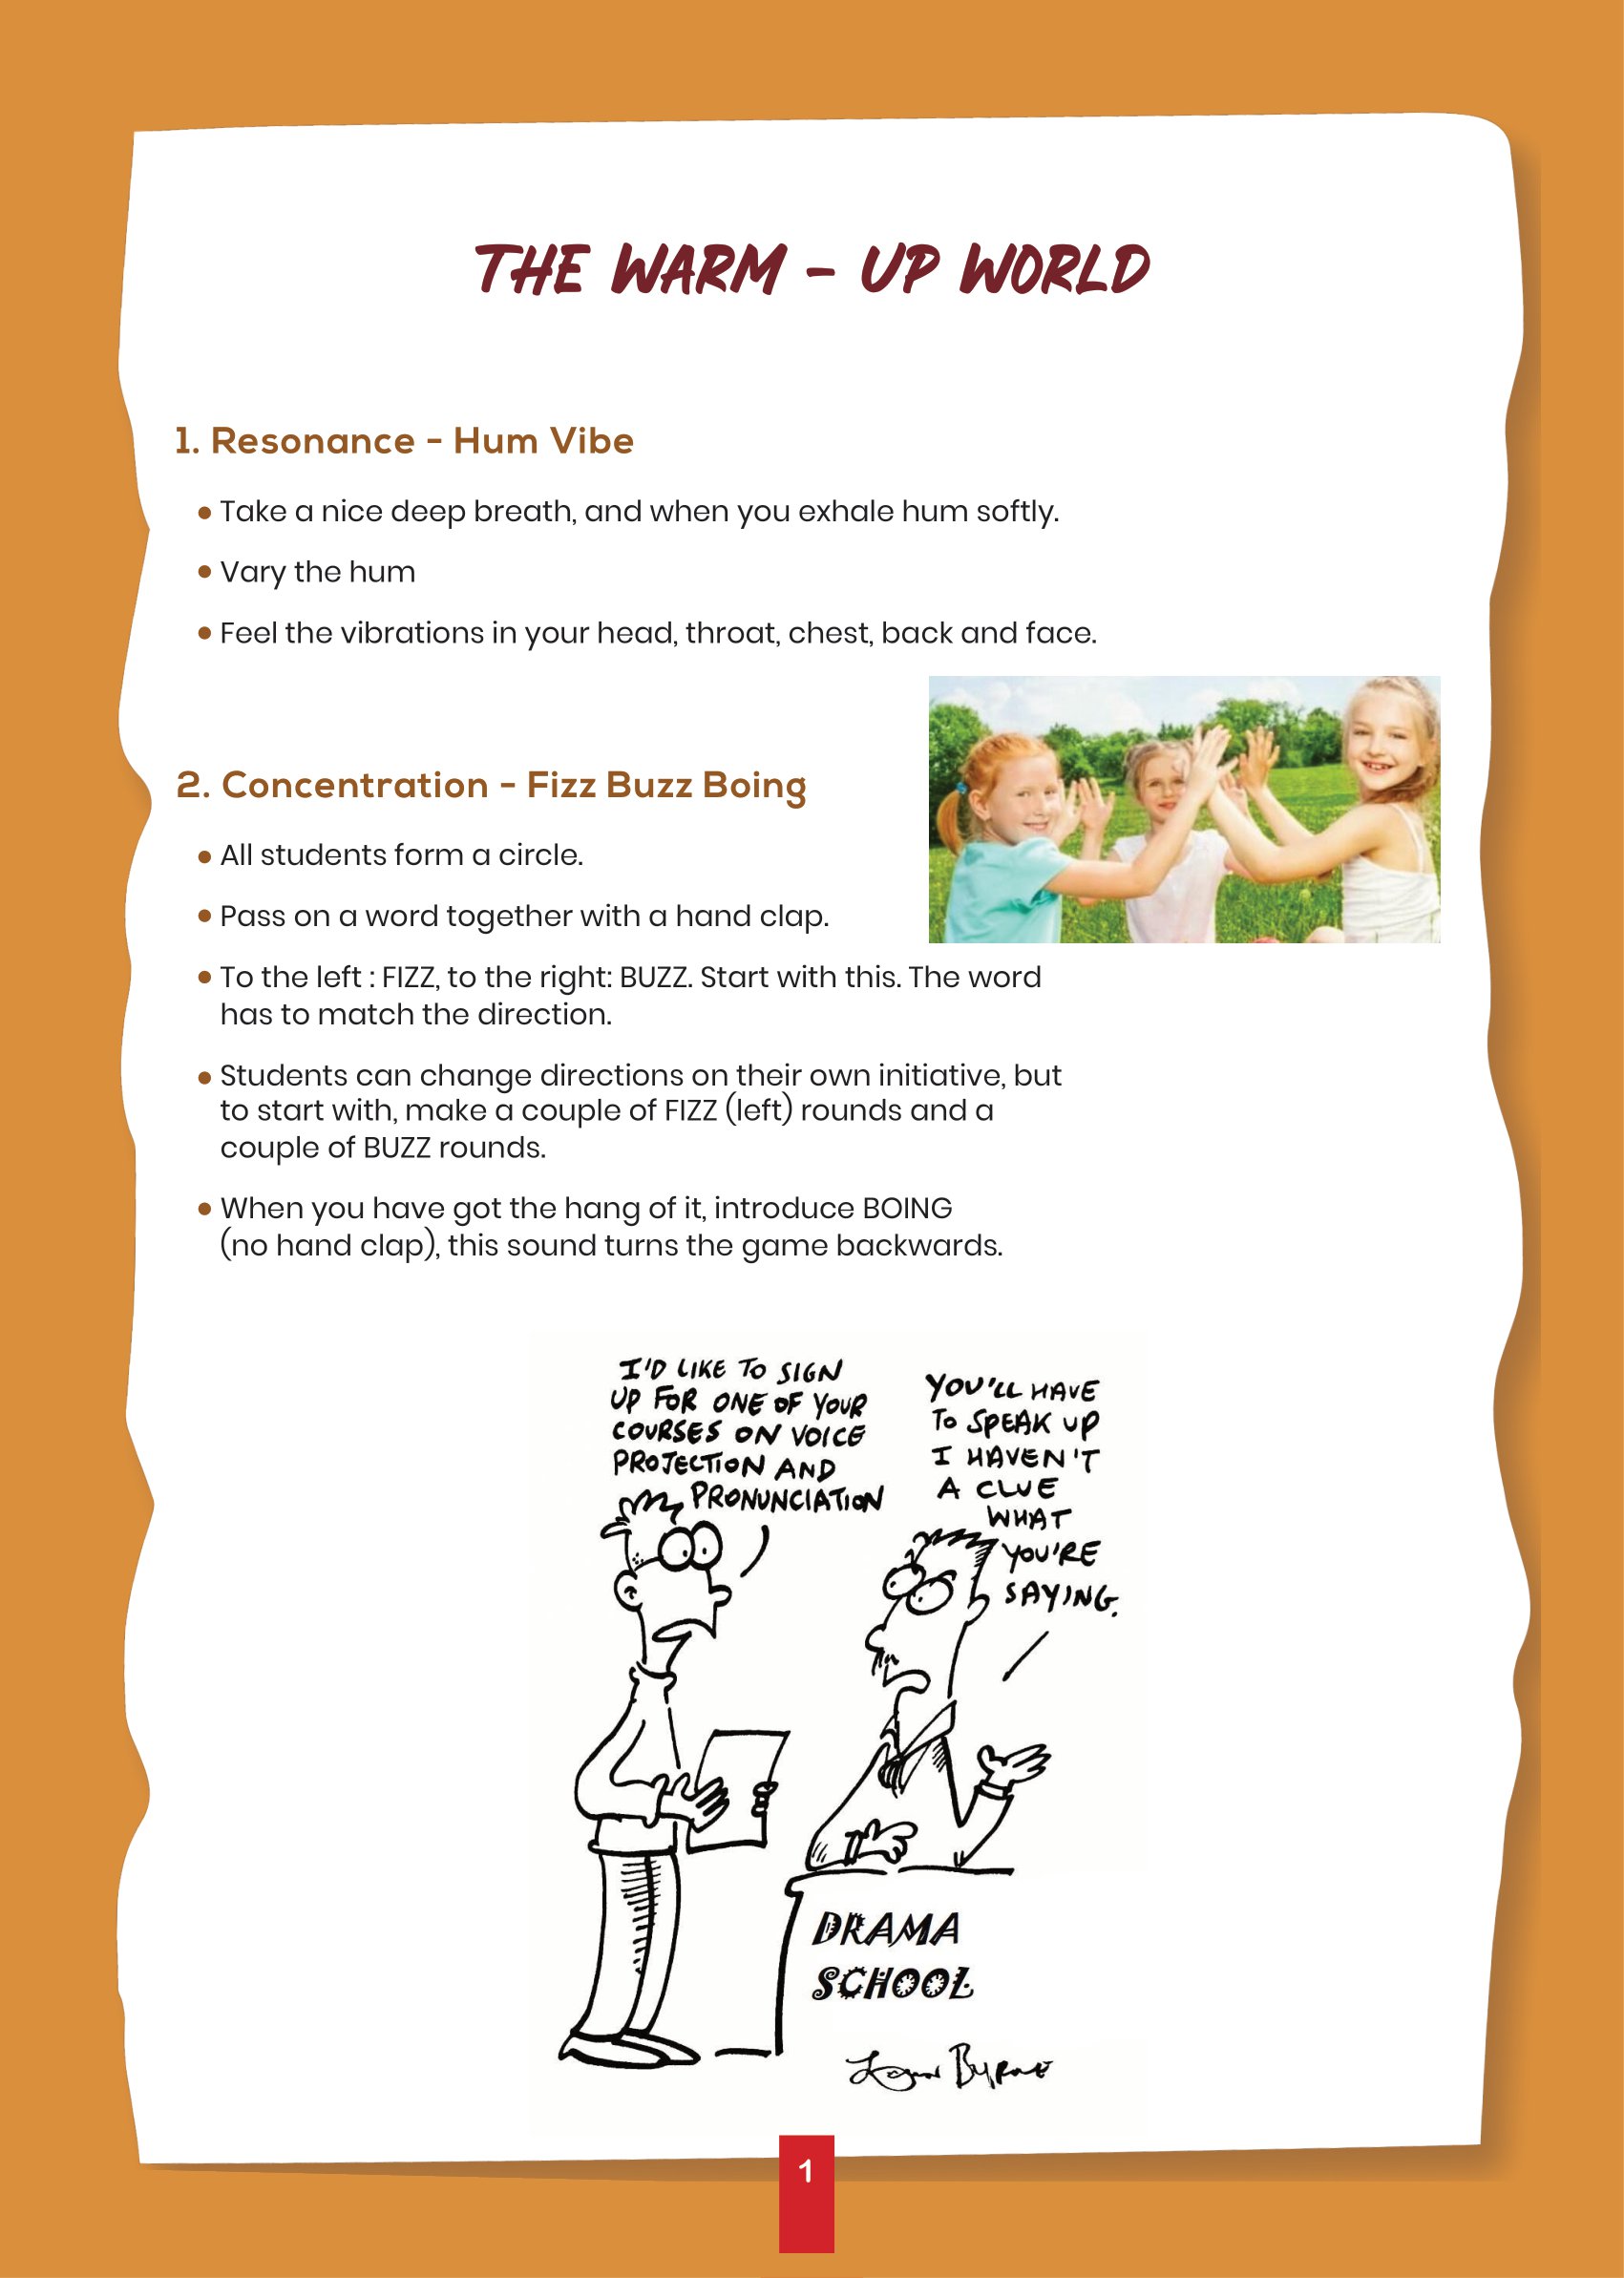 THE WARM - UP WORLD
1. Resonance - Hum Vibe
• Take a nice deep breath, and when you exhale hum softly.
• Vary the hum
• Feel the vibrations in your head, throat, chest, back and face.
2. Concentration - Fizz Buzz Boing
• All students form a circle.
• Pass on a word together with a hand clap.
• To the left : FIZZ, to the right: BUZZ. Start with this. The word
has to match the direction.
• Students can change directions on their own initiative, but
to start with, make a couple of FIZZ (left) rounds and a
couple of BUZZ rounds.
• When you have got the hang of it, introduce BOING
(no hand clap), this sound turns the game backwards.
I'D LIKE TO SIGN
UP FOR ONE OF YOUR
COURSES ON VOICE
PROJECTION AND
PRONUNCIATION
YOU'LL HAVE
TO SPEAK UP
I HAVEN'T
A CLUE
WHAT
YOU'RE
SAYING.
DRAMA
SCHOOL
Byrne
1